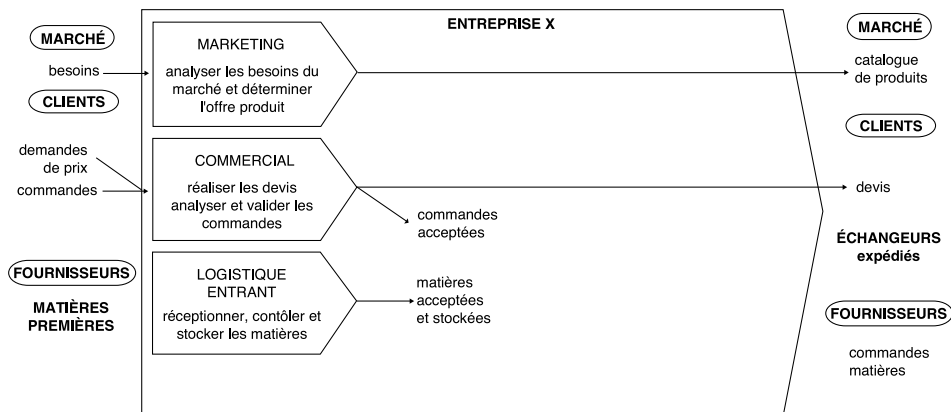 ENTREPRISE X
MARCHÉ
besoins
CLIENTS
demandes
de prix
commandes
FOURNISSEURS
MATIÈRES
PREMIÈRES
MARKETING
analyser les besoins du
marché et déterminer
l'offre produit
COMMERCIAL
réaliser les devis
analyser et valider les
commandes
commandes
acceptées
LOGISTIQUE
ENTRANT
réceptionner, contôler et
stocker les matières
matières
acceptées
et stockées
MARCHÉ
catalogue
de produits
CLIENTS
devis
ÉCHANGEURS
expédiés
FOURNISSEURS
commandes
matières